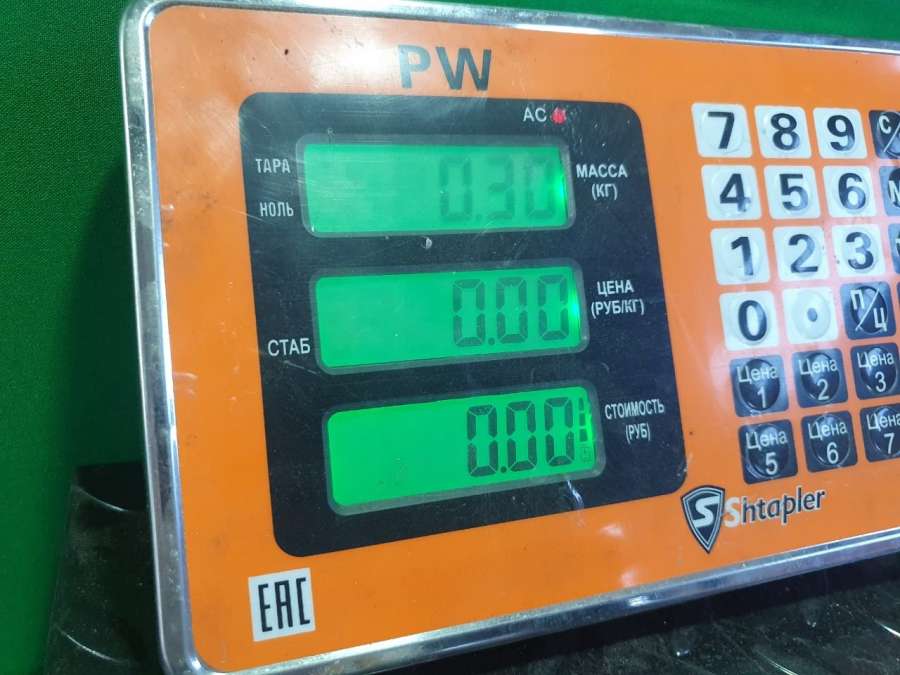 PW
AC
ТАРА
НОЛЬ
0.30
МАССА
(КГ)
0.00
ЦЕНА
(РУБ/КГ)
СТАБ
0.00
СТОИМОСТЬ
(РУБ)
7 8 9 C
4 5 6
1 2 3
0 . П/Ц
Цена 1 Цена 2 Цена 3
Цена 5 Цена 6 Цена 7
Shtapler
EAC